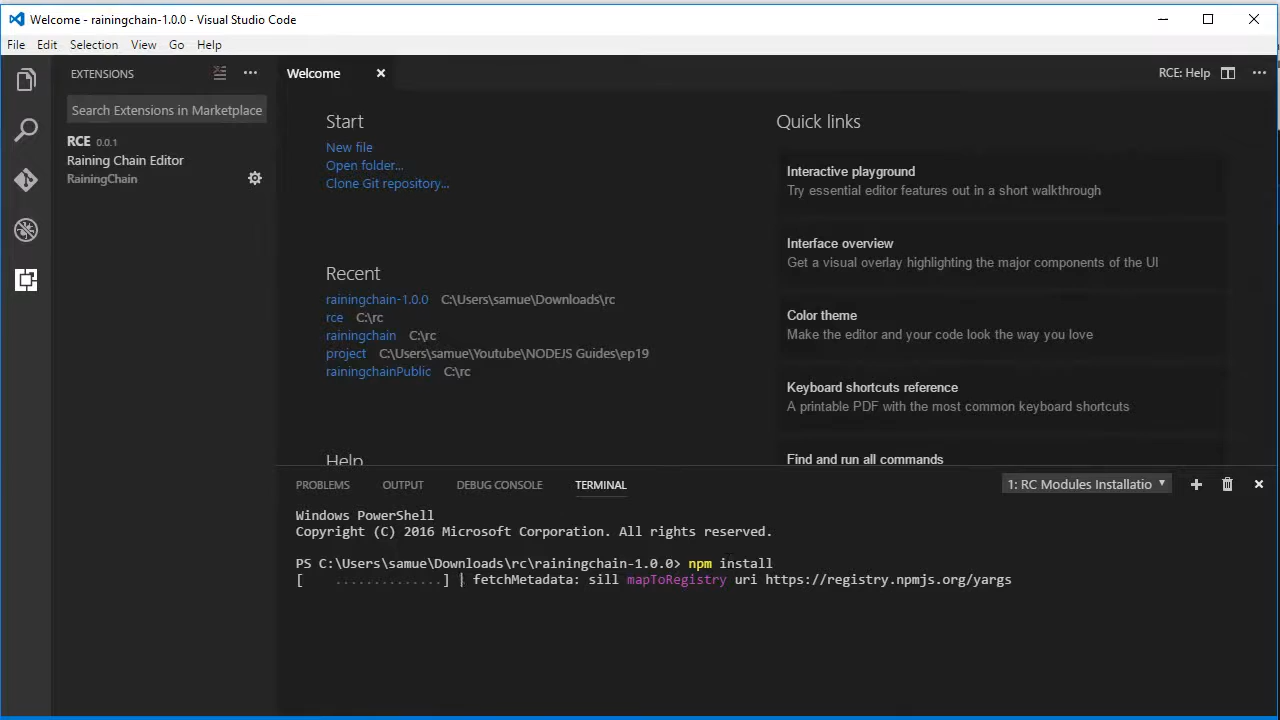 Welcome - rainingchain-1.0.0 - Visual Studio Code
File Edit Selection View Go Help
EXTENSIONS
Search Extensions in Marketplace
RCE 0.0.1
Raining Chain Editor
RainingChain
Welcome
RCE: Help
Start
New file
Open folder...
Clone Git repository...
Recent
rainingchain-1.0.0 C:\Users\samue\Downloads\rc
rce C:\rc
rainingchain C:\rc
project C:\Users\samue\Youtube\NODEJS Guides\ep19
rainingchainPublic C:\rc
Help
Quick links
Interactive playground
Try essential editor features out in a short walkthrough
Interface overview
Get a visual overlay highlighting the major components of the UI
Color theme
Make the editor and your code look the way you love
Keyboard shortcuts reference
A printable PDF with the most common keyboard shortcuts
Find and run all commands
PROBLEMS OUTPUT DEBUG CONSOLE TERMINAL
1: RC Modules Installatio
Windows PowerShell
Copyright (C) 2016 Microsoft Corporation. All rights reserved.
PS C:\Users\samue\Downloads\rc\rainingchain-1.0.0> npm install
[    ..............] | fetchMetadata: sill mapToRegistry uri https://registry.npmjs.org/yargs